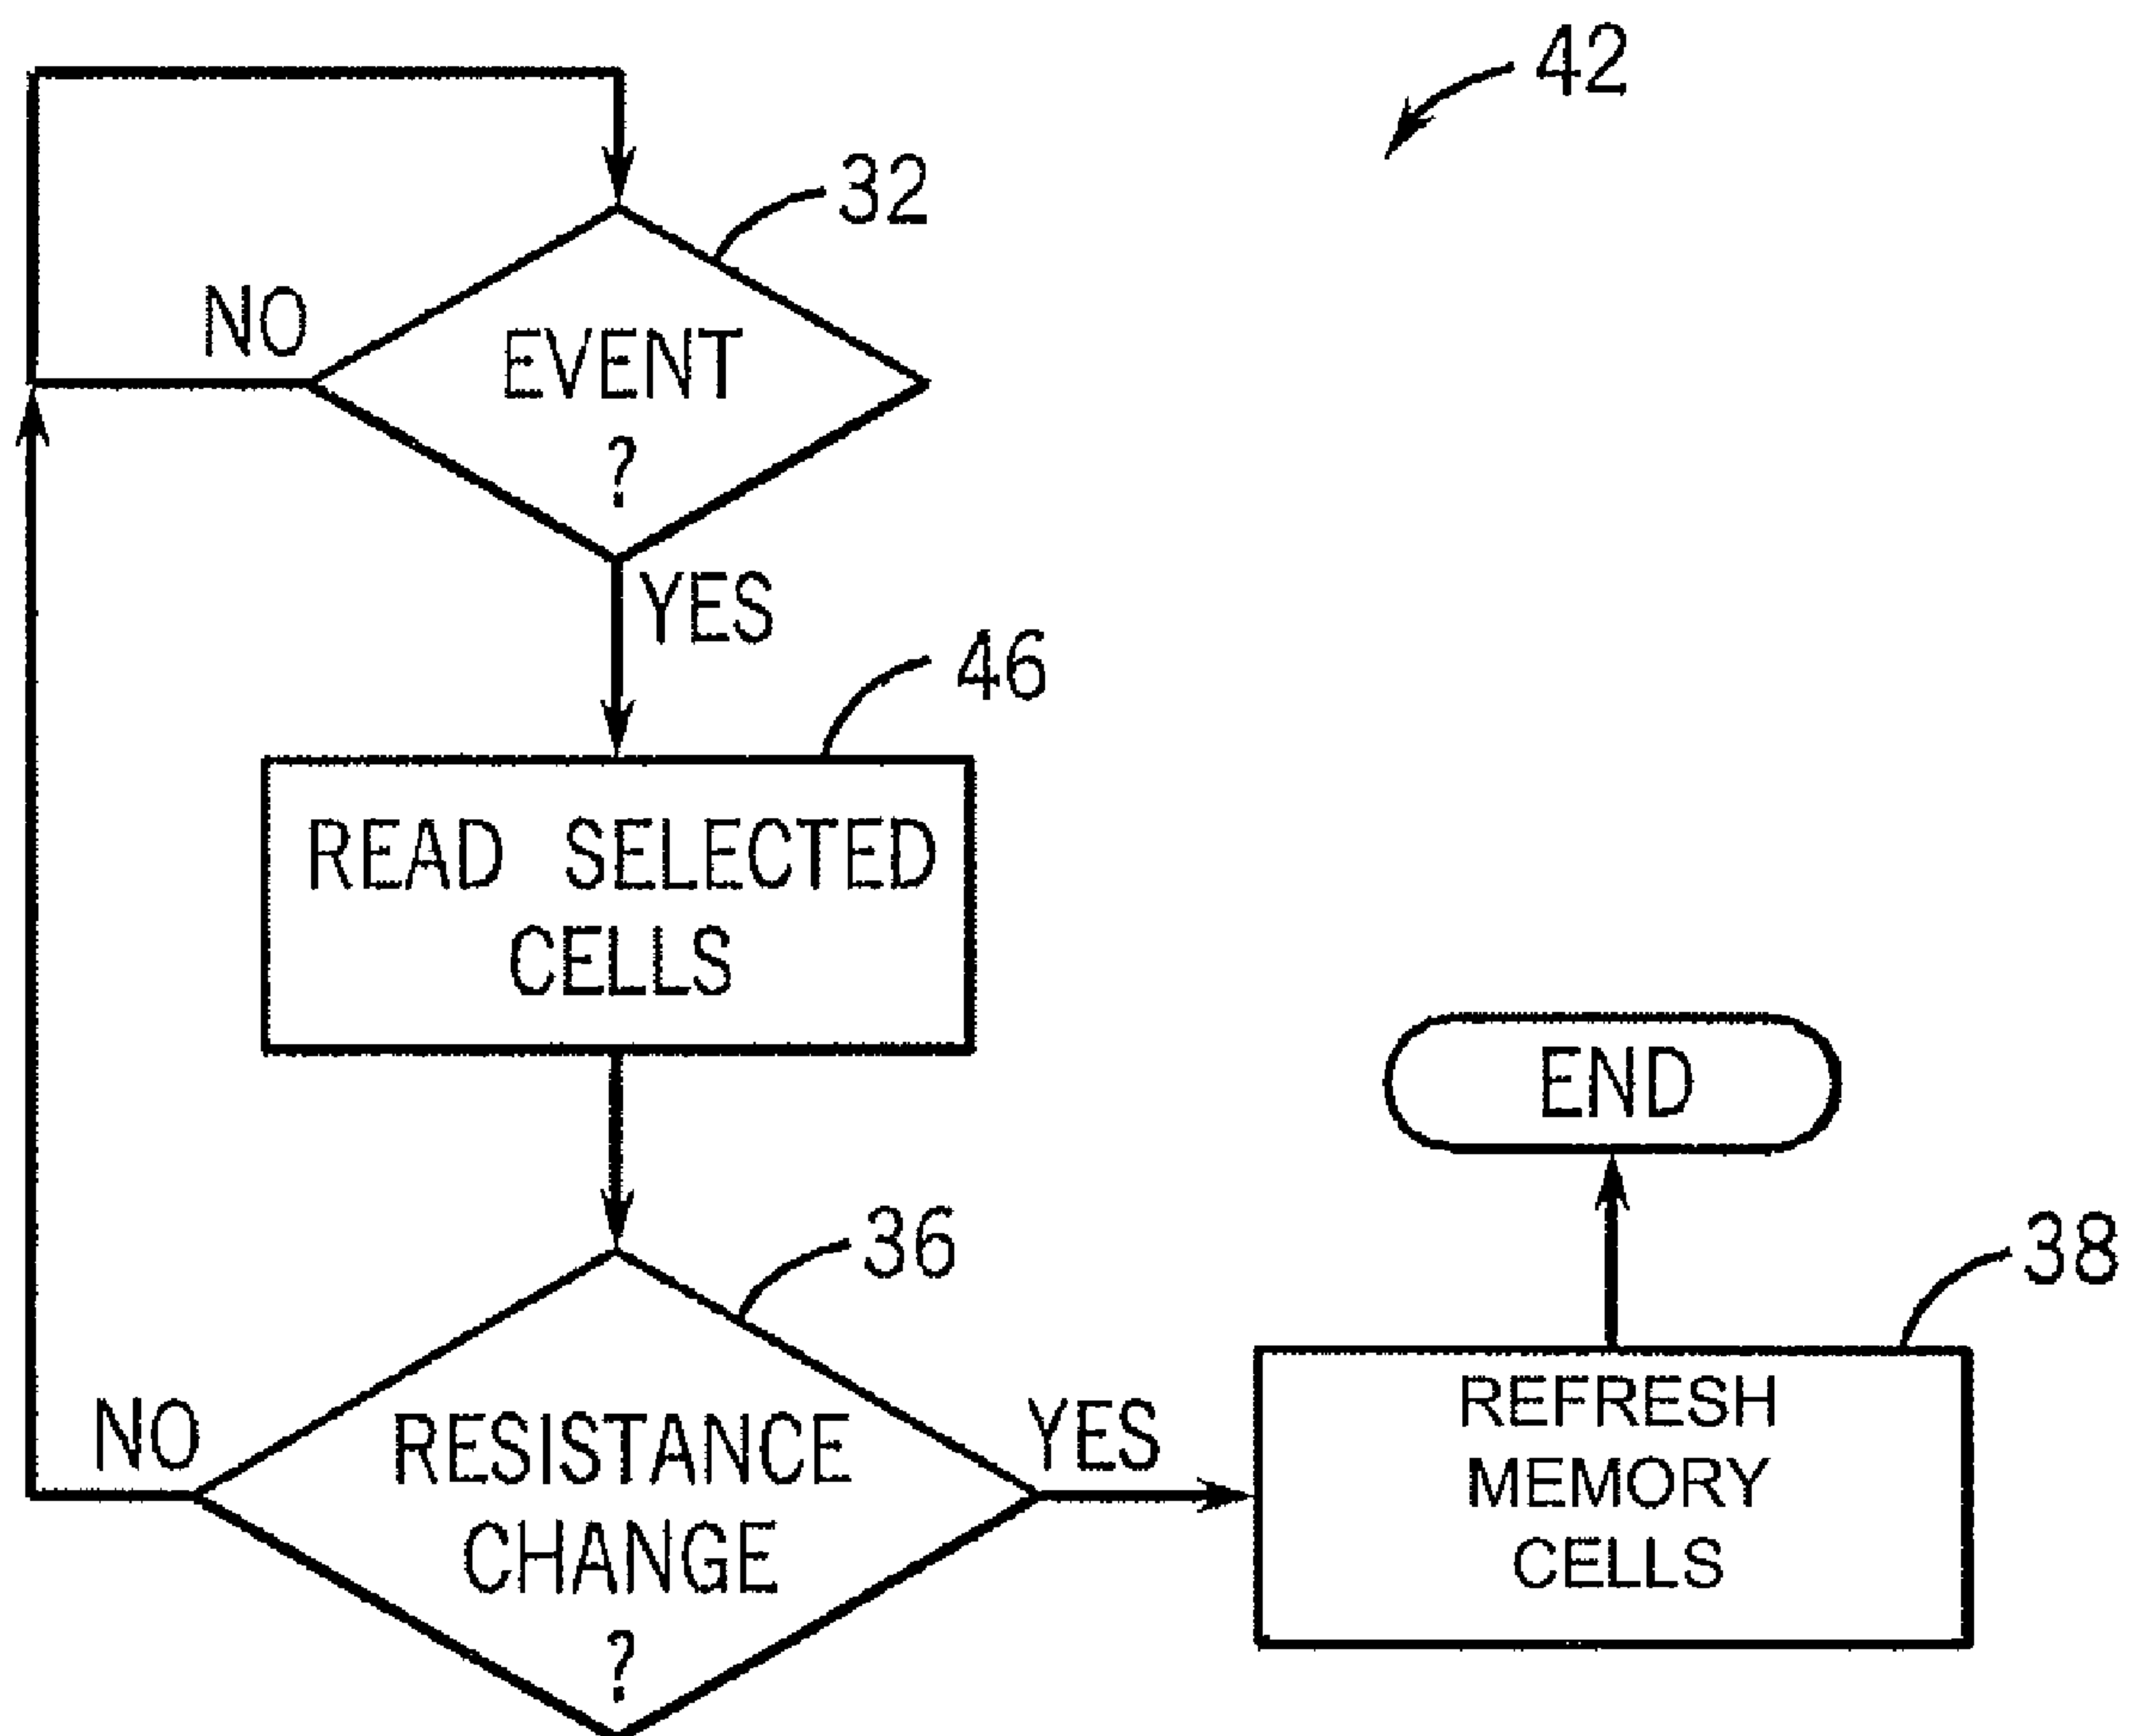 42
32
NO
EVENT
?
YES
46
READ SELECTED
CELLS
END
36
38
NO
RESISTANCE
CHANGE
?
YES
REFRESH
MEMORY
CELLS